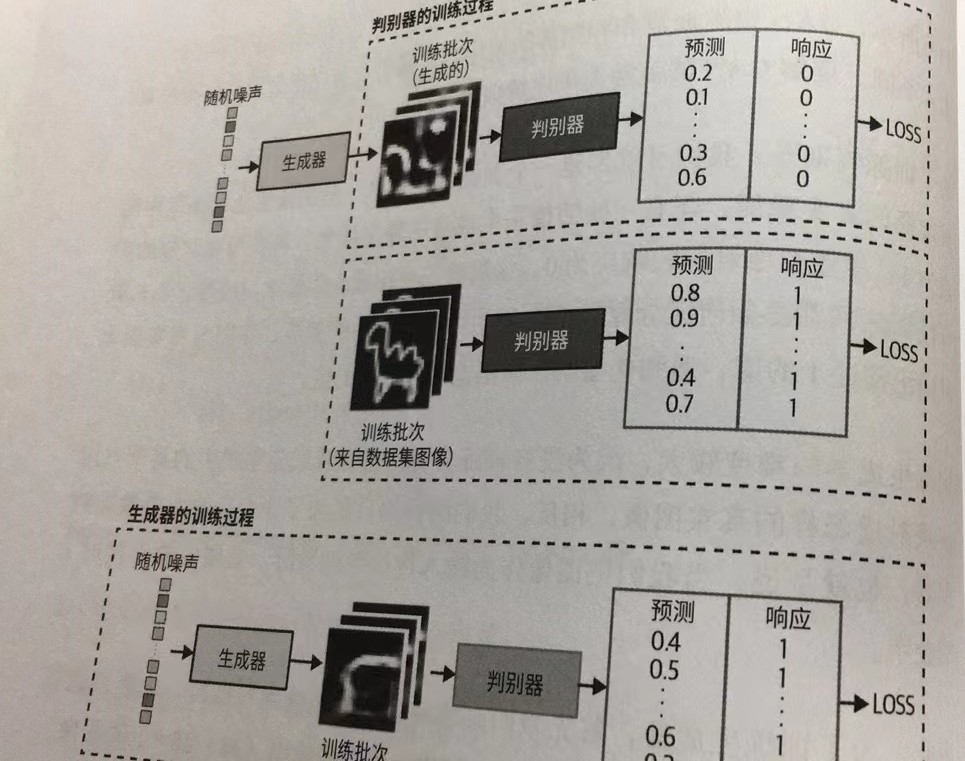 判别器的训练过程
训练批次
(生成的)
随机噪声
生成器
判别器
预测 响应
0.2 0
0.1 0
0.3 0
0.6 0
LOSS
训练批次
(来自数据集图像)
判别器
预测 响应
0.8 1
0.9 1
0.4 1
0.7 1
LOSS
生成器的训练过程
随机噪声
生成器
训练批次
判别器
预测 响应
0.4 1
0.5 1
0.6 1
LOSS